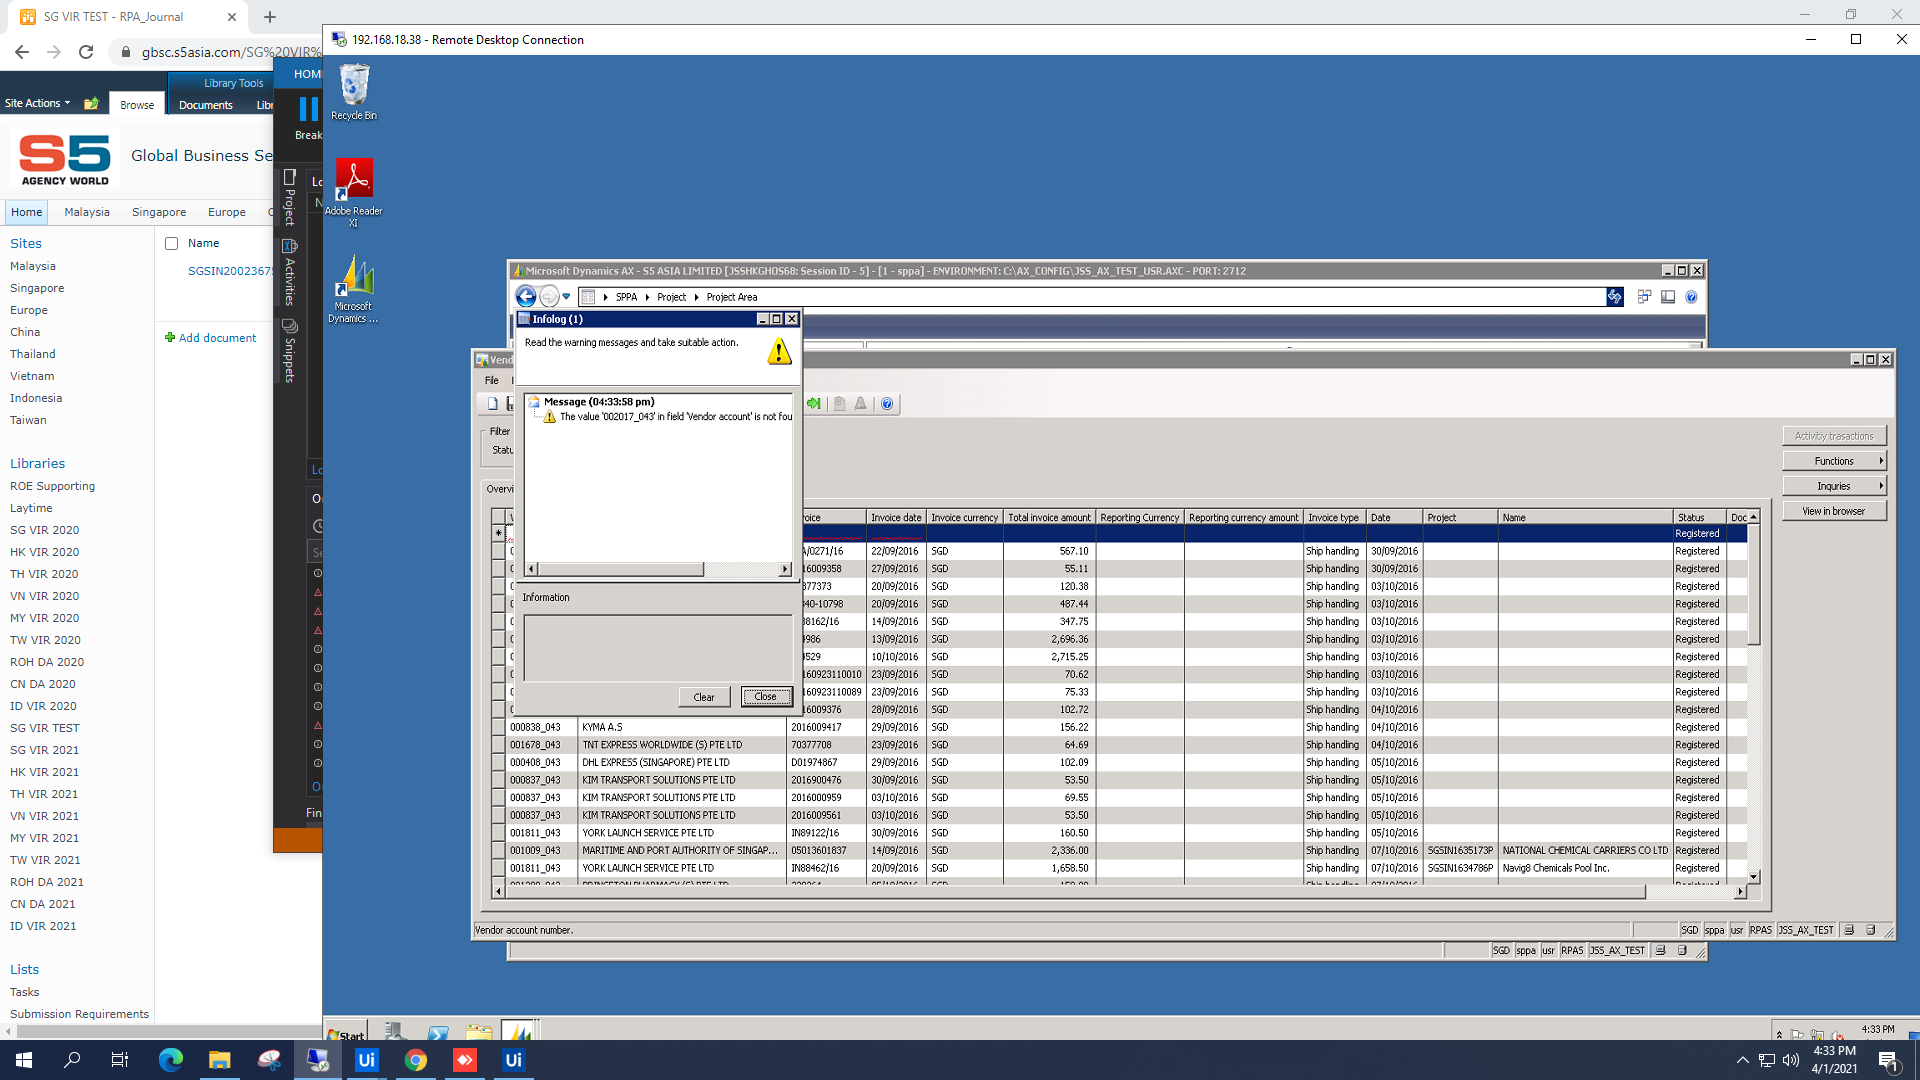 SG VIR TEST - RPA_Journal
gbsc.s5asia.com/SG%20VIR%
192.168.18.38 - Remote Desktop Connection
Site Actions
Browse
Library Tools
Documents
HOM
Break
S5
AGENCY WORLD
Global Business Se
Home
Malaysia
Singapore
Europe
Sites
Malaysia
Singapore
Europe
China
Thailand
Vietnam
Indonesia
Taiwan
Libraries
ROE Supporting
Laytime
SG VIR 2020
HK VIR 2020
TH VIR 2020
VN VIR 2020
MY VIR 2020
TW VIR 2020
ROH DA 2020
CN DA 2020
ID VIR 2020
SG VIR TEST
SG VIR 2021
HK VIR 2021
TH VIR 2021
VN VIR 2021
MY VIR 2021
TW VIR 2021
ROH DA 2021
CN DA 2021
ID VIR 2021
Lists
Tasks
Submission Requirements
Name
SGSIN2002367
Add document
Project
Activities
Snippets
Fin
Recycle Bin
Adobe Reader
XI
Microsoft
Dynamics ...
Microsoft Dynamics AX - S5 ASIA LIMITED [JSSHKGHOS68: Session ID - 5] - [1 - sppa] - ENVIRONMENT: C:\AX_CONFIG\JSS_AX_TEST_USR.AXC - PORT: 2712
SPPA
Project
Project Area
Infolog (1)
Read the warning messages and take suitable action.
Message (04:33:58 pm)
The value '002017_043' in field 'Vendor account' is not fou
Information
Clear
Close
Vend
File
Filter
Statu
Overvi
Activitiy trasactions
Functions
Inquries
View in browser
voice Invoice date Invoice currency Total invoice amount Reporting Currency Reporting currency amount Invoice type Date Project Name Status Doc
Registered
A/0271/16 22/09/2016 SGD 567.10 Ship handling 30/09/2016 Registered
16009358 27/09/2016 SGD 55.11 Ship handling 30/09/2016 Registered
377373 20/09/2016 SGD 120.38 Ship handling 03/10/2016 Registered
340-10798 20/09/2016 SGD 487.44 Ship handling 03/10/2016 Registered
38162/16 14/09/2016 SGD 347.75 Ship handling 03/10/2016 Registered
4986 13/09/2016 SGD 2,696.36 Ship handling 03/10/2016 Registered
4529 10/10/2016 SGD 2,715.25 Ship handling 03/10/2016 Registered
160923110010 23/09/2016 SGD 70.62 Ship handling 03/10/2016 Registered
160923110089 23/09/2016 SGD 75.33 Ship handling 03/10/2016 Registered
16009376 28/09/2016 SGD 102.72 Ship handling 04/10/2016 Registered
000838_043 KYMA A.S 2016009417 29/09/2016 SGD 156.22 Ship handling 04/10/2016 Registered
001678_043 TNT EXPRESS WORLDWIDE (S) PTE LTD 70377708 23/09/2016 SGD 64.69 Ship handling 04/10/2016 Registered
000408_043 DHL EXPRESS (SINGAPORE) PTE LTD D01974867 29/09/2016 SGD 102.09 Ship handling 05/10/2016 Registered
000837_043 KIM TRANSPORT SOLUTIONS PTE LTD 2016900476 30/09/2016 SGD 53.50 Ship handling 05/10/2016 Registered
000837_043 KIM TRANSPORT SOLUTIONS PTE LTD 2016000959 03/10/2016 SGD 69.55 Ship handling 05/10/2016 Registered
000837_043 KIM TRANSPORT SOLUTIONS PTE LTD 2016009561 03/10/2016 SGD 53.50 Ship handling 05/10/2016 Registered
001811_043 YORK LAUNCH SERVICE PTE LTD IN89122/16 30/09/2016 SGD 160.50 Ship handling 05/10/2016 Registered
001009_043 MARITIME AND PORT AUTHORITY OF SINGAP... 05013601837 14/09/2016 SGD 2,336.00 Ship handling 07/10/2016 SGSIN1635173P NATIONAL CHEMICAL CARRIERS CO LTD Registered
001811_043 YORK LAUNCH SERVICE PTE LTD IN88462/16 20/09/2016 SGD 1,658.50 Ship handling 07/10/2016 SGSIN1634786P Navig8 Chemicals Pool Inc. Registered
Vendor account number.
SGD sppa usr RPAS JSS_AX_TEST
SGD sppa usr RPAS JSS_AX_TEST
Start
4:33 PM
Ui
Ui
4:33 PM
4/1/2021
1